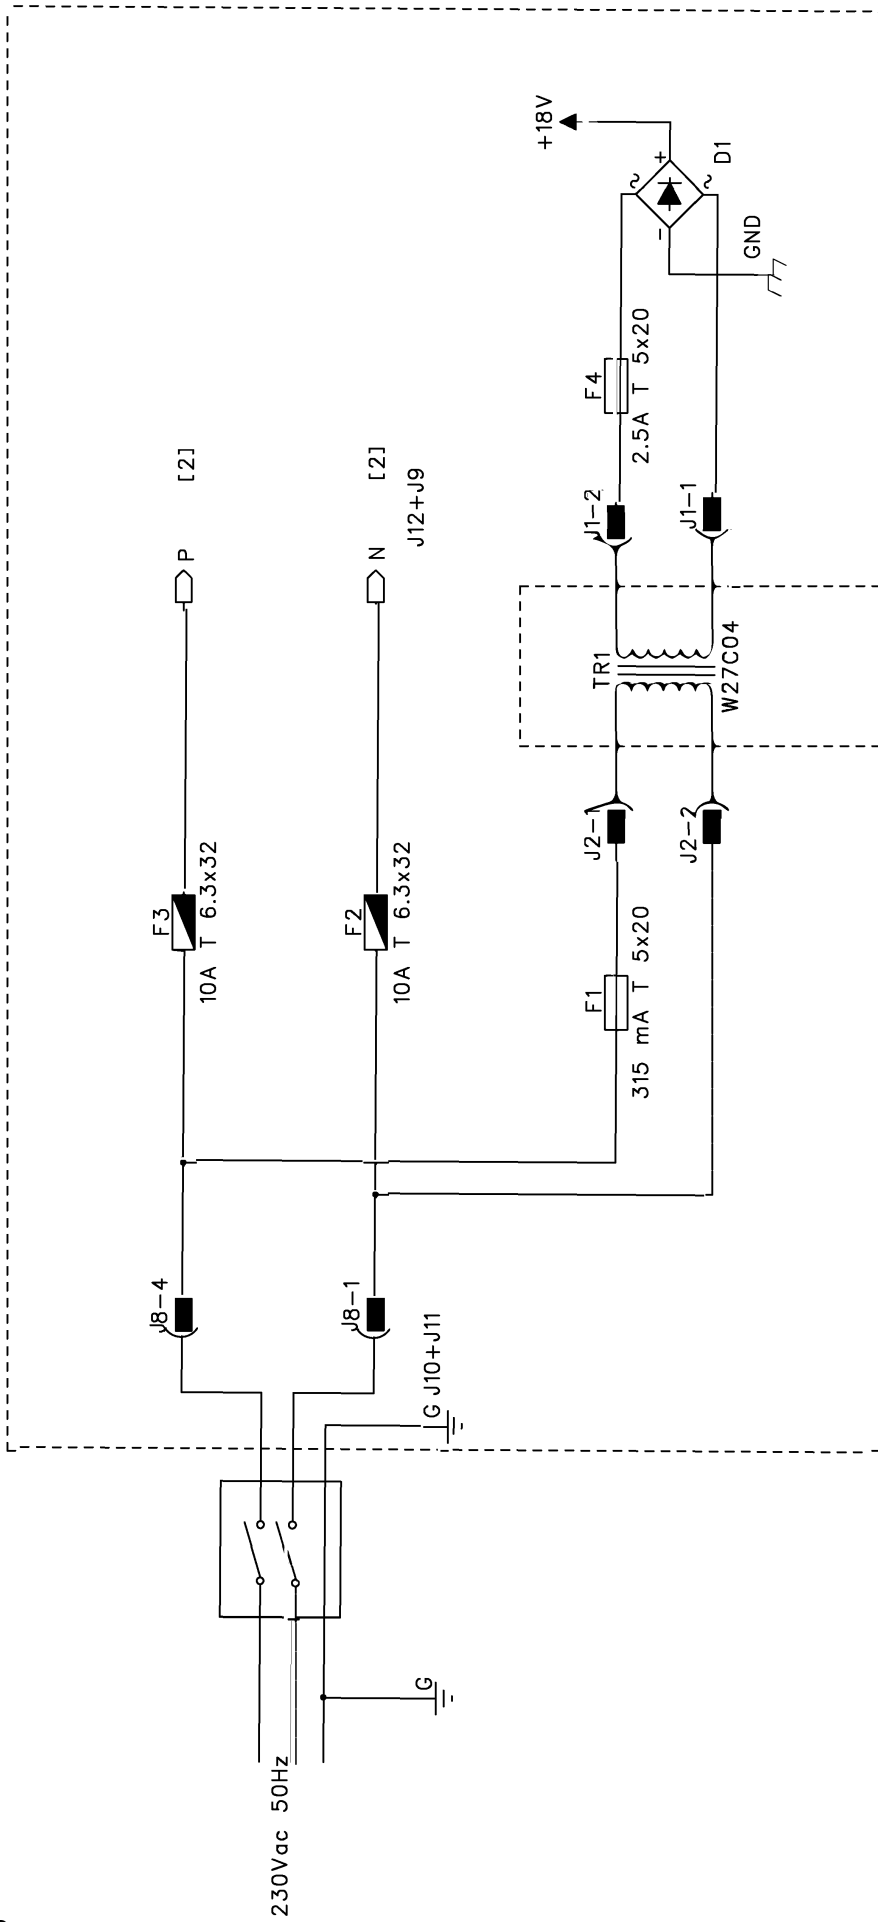 230Vac 50Hz
G
G J10+J11
J8-4
J8-1
F3
10A T 6.3x32
P [2]
F2
10A T 6.3x32
N [2]
J12+J9
F1
315 mA T 5x20
J2-1
J2-2
TR1
W27C04
J1-2
J1-1
F4
2.5A T 5x20
+18V
~
+
-
~
D1
GND